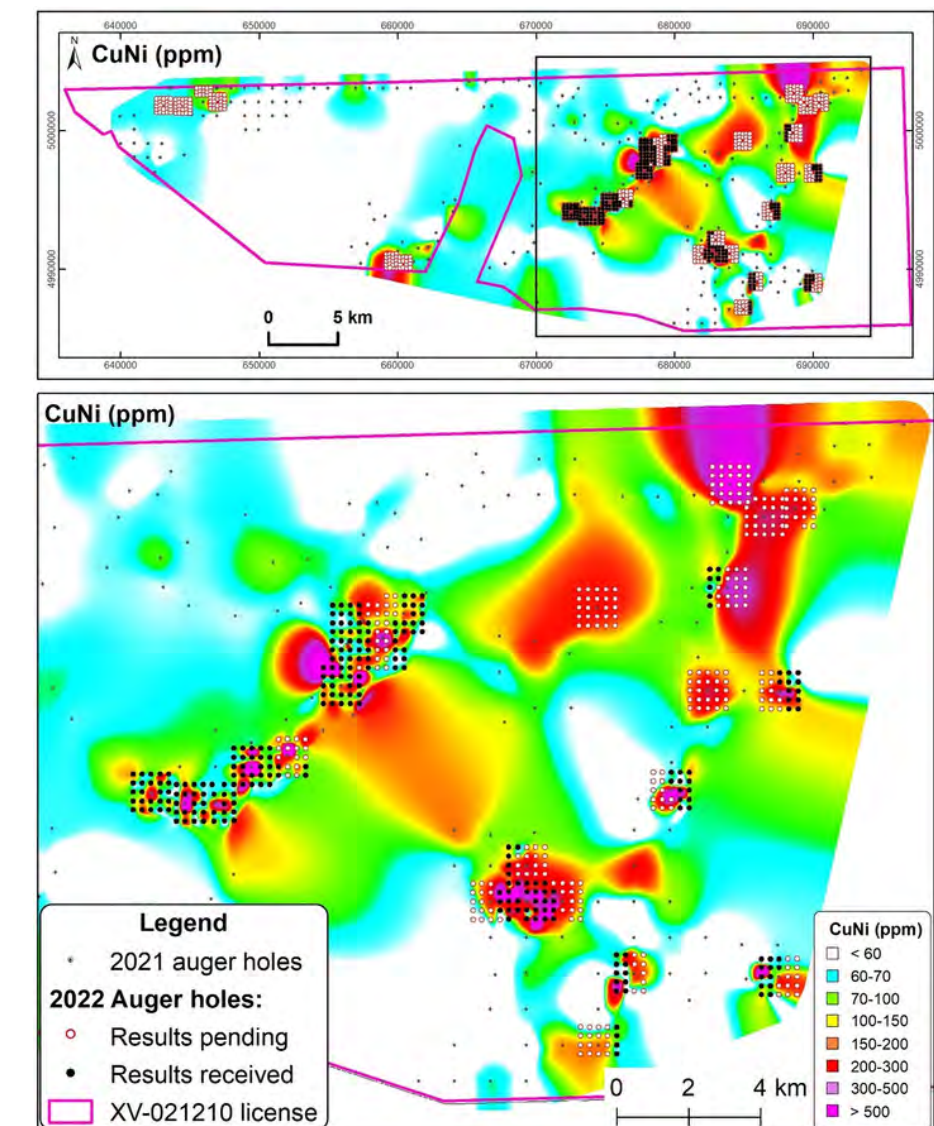 640000 650000 660000 670000 680000 690000
CuNi (ppm)
N
5000000 5000000
4990000 4990000
0 5 km
640000 650000 660000 670000 680000 690000
CuNi (ppm)
Legend
2021 auger holes
2022 Auger holes:
Results pending
Results received
XV-021210 license
CuNi (ppm)
< 60
60-70
70-100
100-150
150-200
200-300
300-500
> 500
0 2 4 km